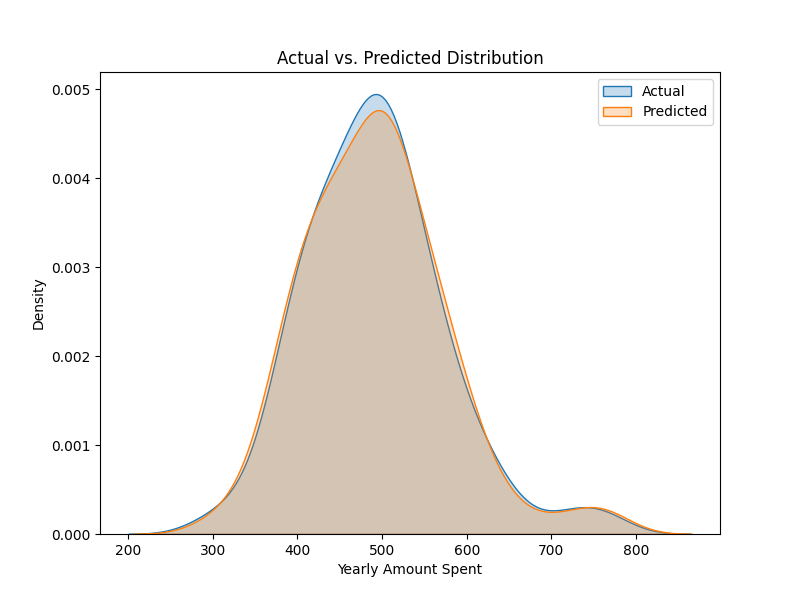 Actual vs. Predicted Distribution
Actual
Predicted
0.005
0.004
0.003
0.002
0.001
0.000
Density
200 300 400 500 600 700 800
Yearly Amount Spent